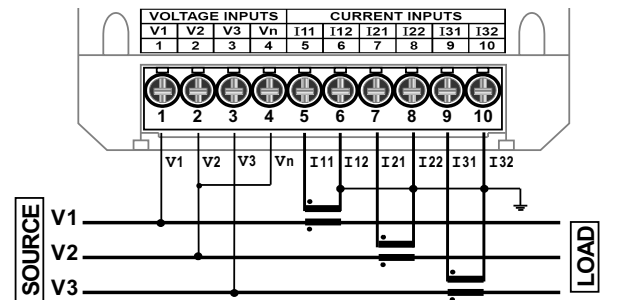 VOLTAGE INPUTS CURRENT INPUTS
V1 V2 V3 Vn I11 I12 I21 I22 I31 I32
1 2 3 4 5 6 7 8 9 10
1 2 3 4 5 6 7 8 9 10
V1 V2 V3 Vn I11 I12 I21 I22 I31 I32
SOURCE
V1
V2
V3
LOAD